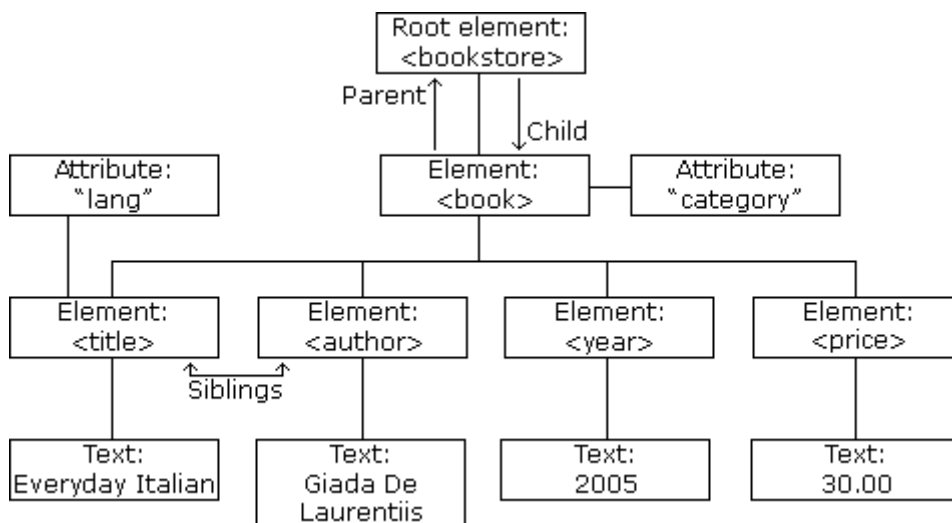 Root element:
<bookstore>
Parent
Child
Attribute:
“lang”
Element:
<book>
Attribute:
“category”
Element:
<title>
Element:
<author>
Element:
<year>
Element:
<price>
Siblings
Text:
Everyday Italian
Text:
Giada De
Laurentiis
Text:
2005
Text:
30.00